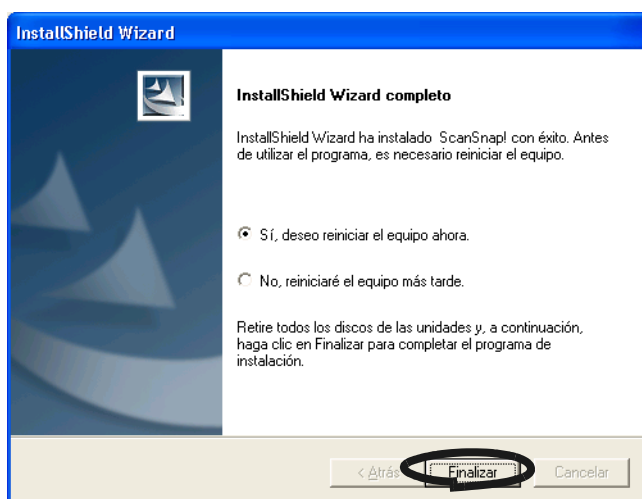 InstallShield Wizard
InstallShield Wizard completo
InstallShield Wizard ha instalado ScanSnap! con éxito. Antes
de utilizar el programa, es necesario reiniciar el equipo.
Sí, deseo reiniciar el equipo ahora.
No, reiniciaré el equipo más tarde.
Retire todos los discos de las unidades y, a continuación,
haga clic en Finalizar para completar el programa de
instalación.
< Atrás Finalizar Cancelar